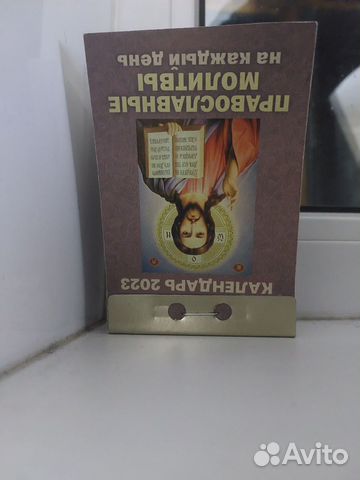 КАЛЕНДАРЬ 2023
ПРАВОСЛАВНЫЕ
МОЛИТВЫ
на каждый день
Avito